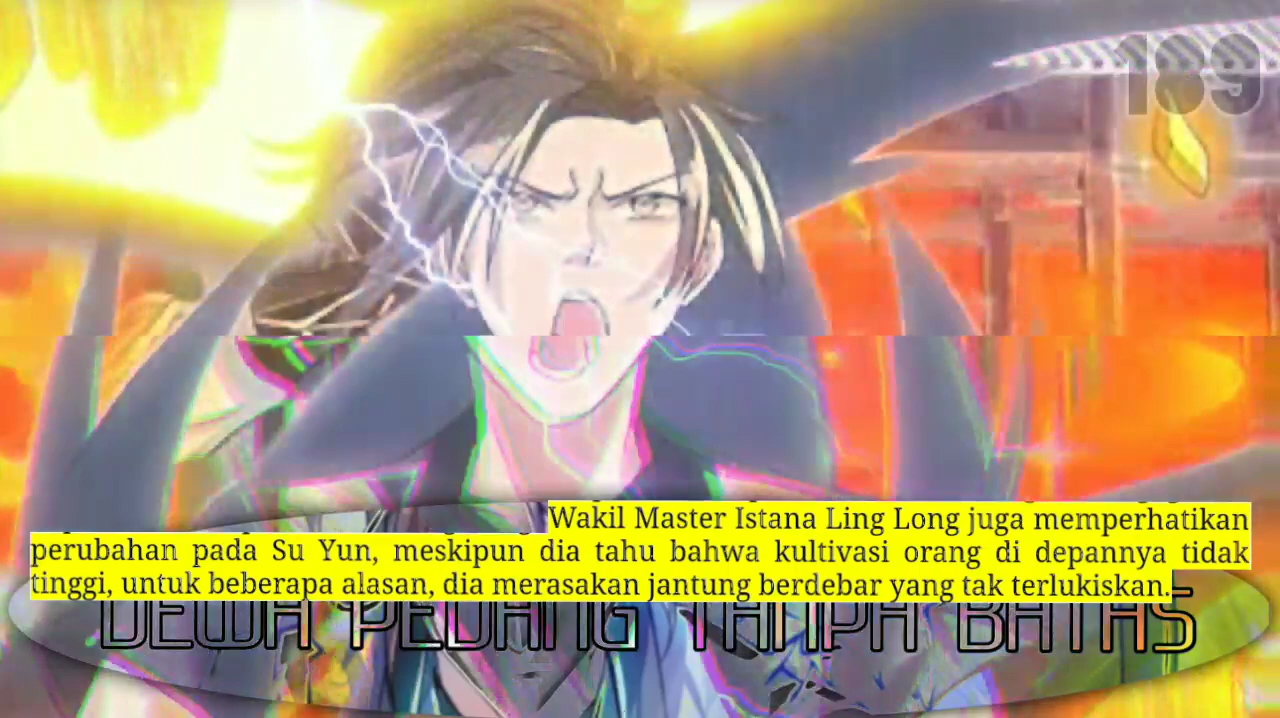 189
Wakil Master Istana Ling Long juga memperhatikan
perubahan pada Su Yun, meskipun dia tahu bahwa kultivasi orang di depannya tidak
tinggi, untuk beberapa alasan, dia merasakan jantung berdebar yang tak terlukiskan.
DEWA PEDANG TANPA BATAS